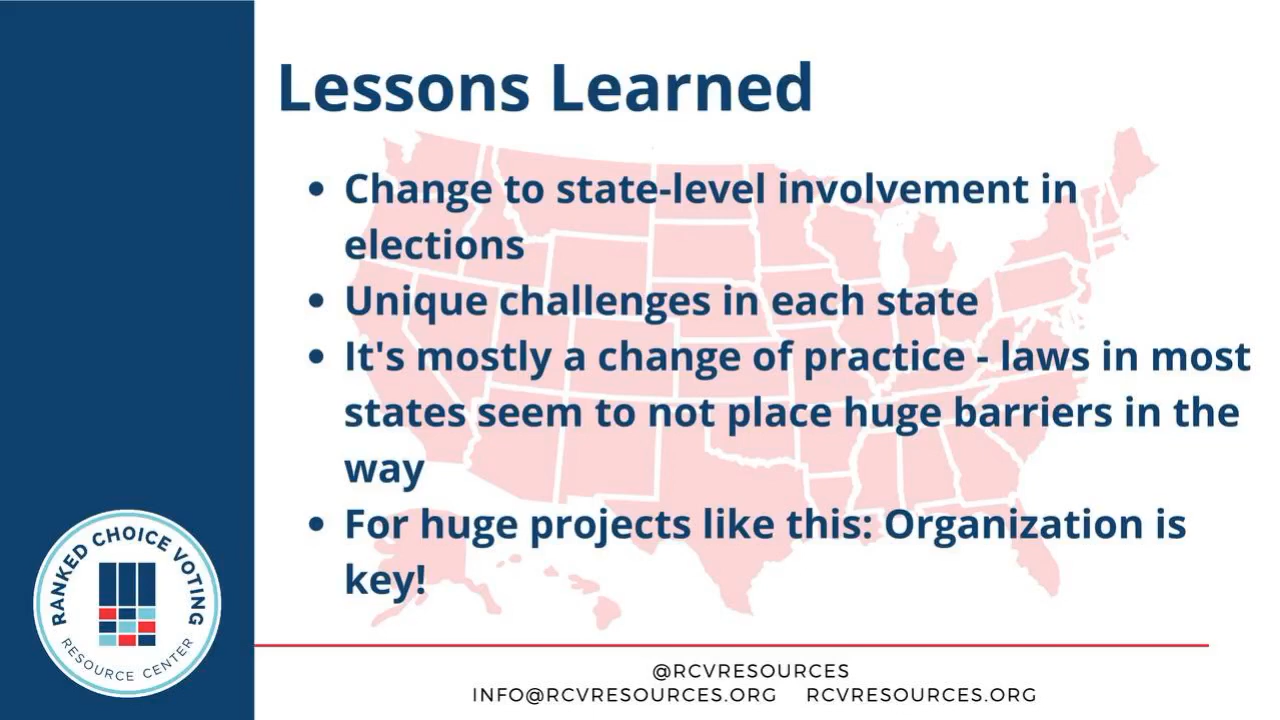 Lessons Learned
• Change to state-level involvement in
elections
• Unique challenges in each state
• It's mostly a change of practice - laws in most
states seem to not place huge barriers in the
way
• For huge projects like this: Organization is
key!
RANKED CHOICE VOTING
RESOURCE CENTER
@RCVRESOURCES
INFO@RCVRESOURCES.ORG RCVRESOURCES.ORG